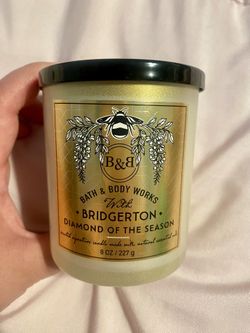 B&B
BATH & BODY WORKS
With
BRIDGERTON
DIAMOND OF THE SEASON
8 OZ / 227 g